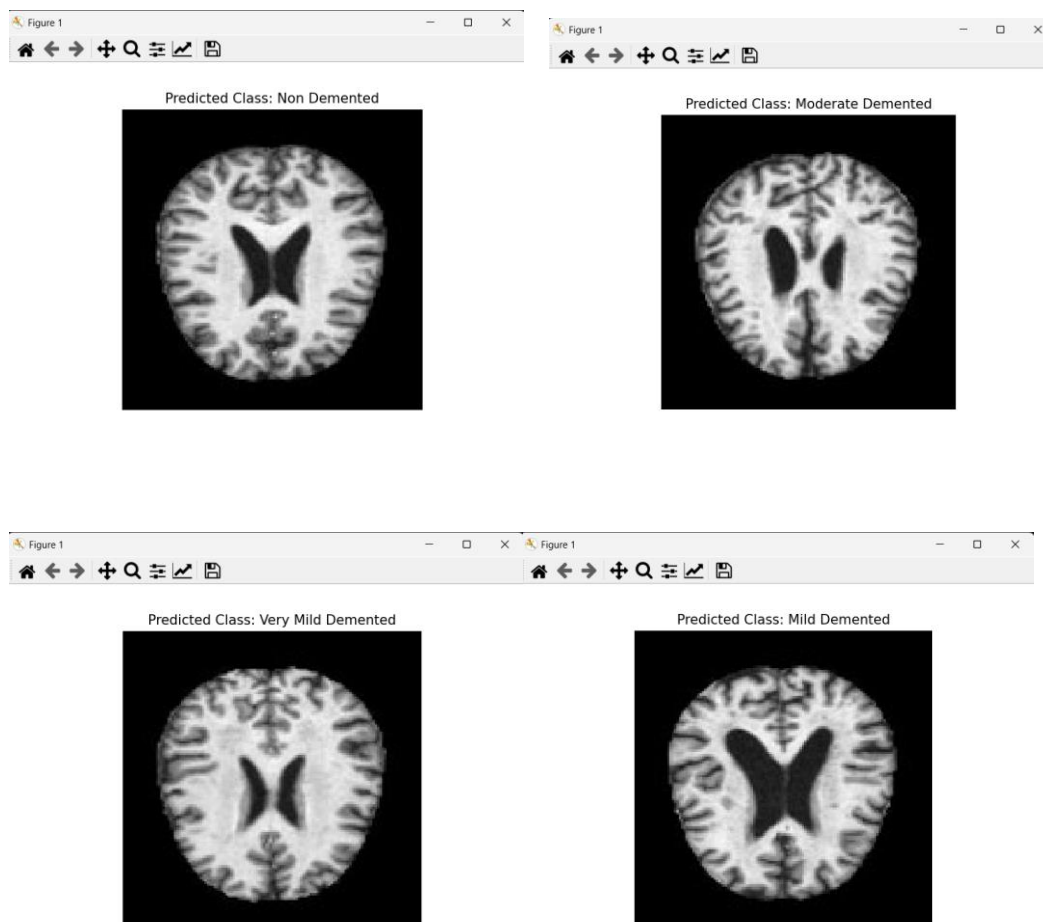 Figure 1
Predicted Class: Non Demented
Figure 1
Predicted Class: Moderate Demented
Figure 1
Predicted Class: Very Mild Demented
Figure 1
Predicted Class: Mild Demented